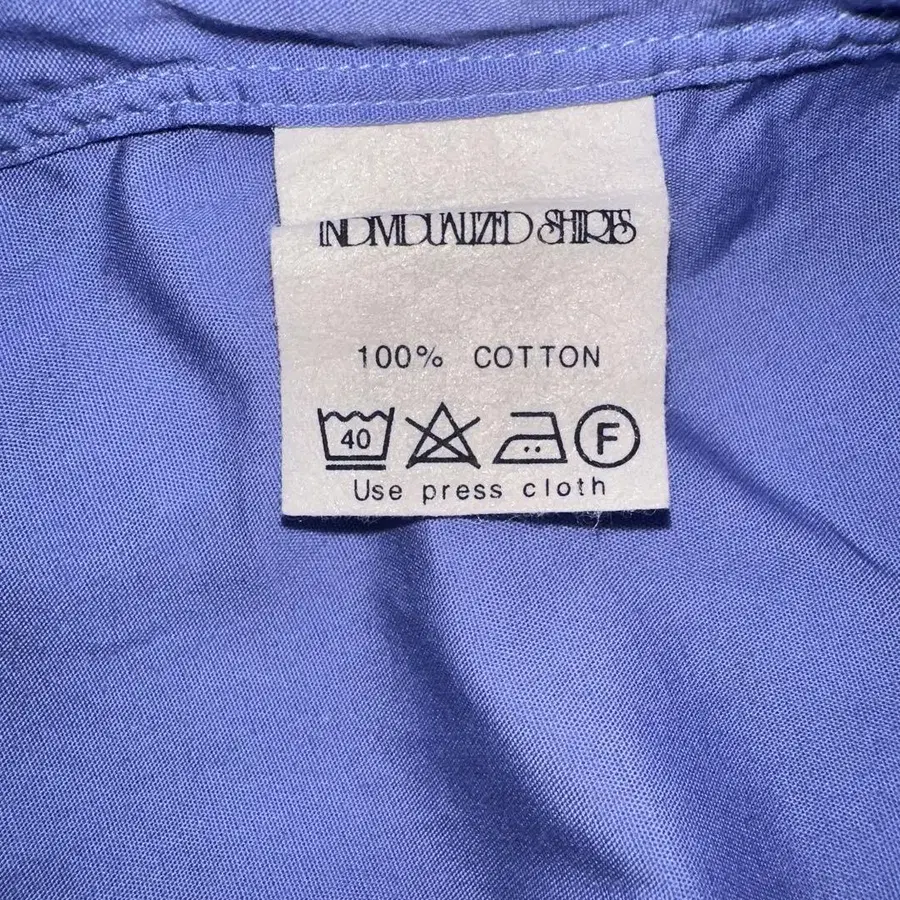 INDIVIDUALIZED SHIRTS
100% COTTON
40 F
Use press cloth